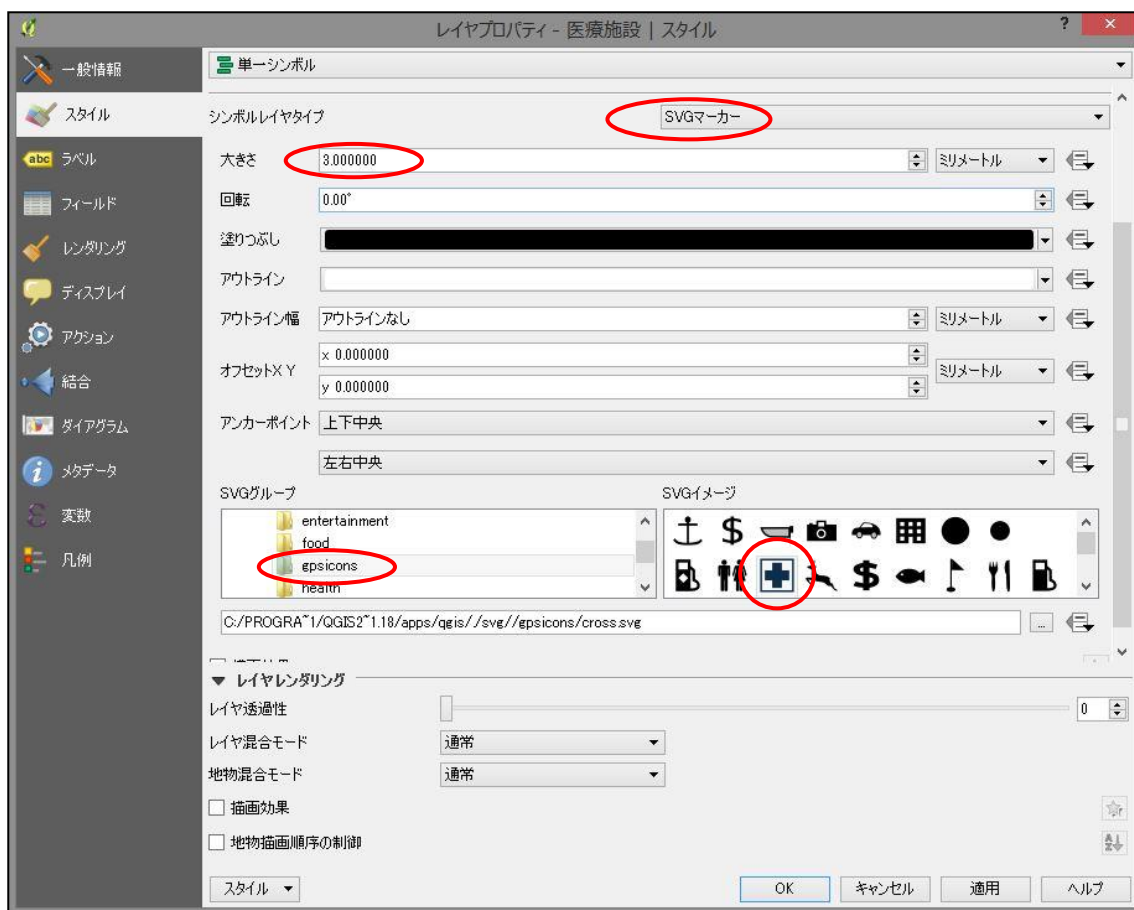 レイヤプロパティ - 医療施設 | スタイル
?
×
一般情報
スタイル
abc ラベル
フィールド
レンダリング
ディスプレイ
アクション
結合
ダイアグラム
メタデータ
変数
凡例
単一シンボル
シンボルレイヤタイプ SVGマーカー
大きさ 3.000000 ミリメートル
回転 0.00°
塗りつぶし
アウトライン
アウトライン幅 アウトラインなし ミリメートル
オフセットX Y x 0.000000 ミリメートル
y 0.000000
アンカーポイント 上下中央
左右中央
SVGグループ SVGイメージ
entertainment
food
gpsicons
health
C:/PROGRA~1/QGIS2~1.18/apps/qgis//svg//gpsicons/cross.svg ...
レイヤレンダリング
レイヤ透過性 0
レイヤ混合モード 通常
地物混合モード 通常
描画効果
地物描画順序の制御
スタイル OK キャンセル 適用 ヘルプ